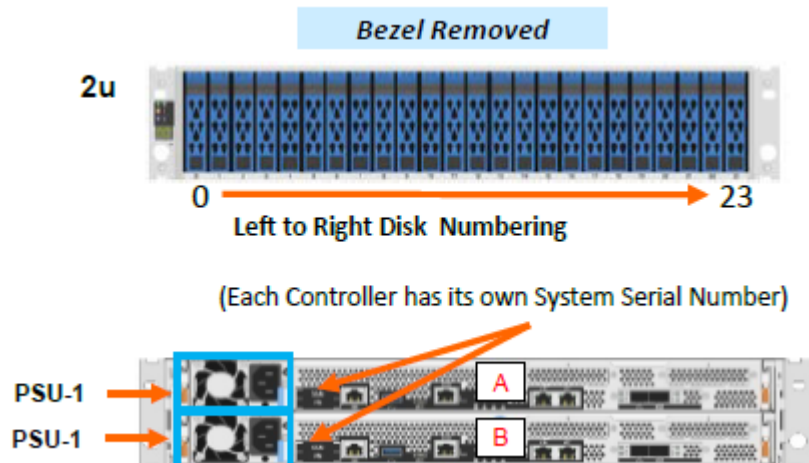 Bezel Removed
2u
0 23
Left to Right Disk Numbering
(Each Controller has its own System Serial Number)
A
PSU-1
B
PSU-1